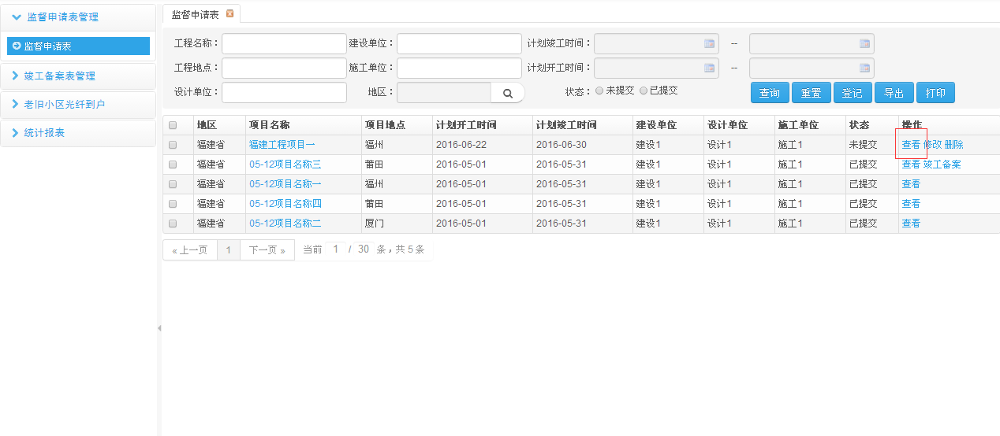 监督申请表管理
监督申请表
竣工备案表管理
老旧小区光纤到户
统计报表
监督申请表
工程名称： 建设单位： 计划竣工时间： --
工程地点： 施工单位： 计划开工时间： --
设计单位： 地区： 状态： 未提交 已提交 查询 重置 登记 导出 打印
地区 项目名称 项目地点 计划开工时间 计划竣工时间 建设单位 设计单位 施工单位 状态 操作
福建省 福建工程项目一 福州 2016-06-22 2016-06-30 建设1 设计1 施工1 未提交 查看 修改 删除
福建省 05-12项目名称三 莆田 2016-05-01 2016-05-31 建设1 设计1 施工1 已提交 查看 竣工备案
福建省 05-12项目名称一 福州 2016-05-01 2016-05-31 建设1 设计1 施工1 已提交 查看
福建省 05-12项目名称四 莆田 2016-05-01 2016-05-31 建设1 设计1 施工1 已提交 查看
福建省 05-12项目名称二 厦门 2016-05-01 2016-05-31 建设1 设计1 施工1 已提交 查看
« 上一页 1 下一页 » 当前 1 / 30 条，共 5 条